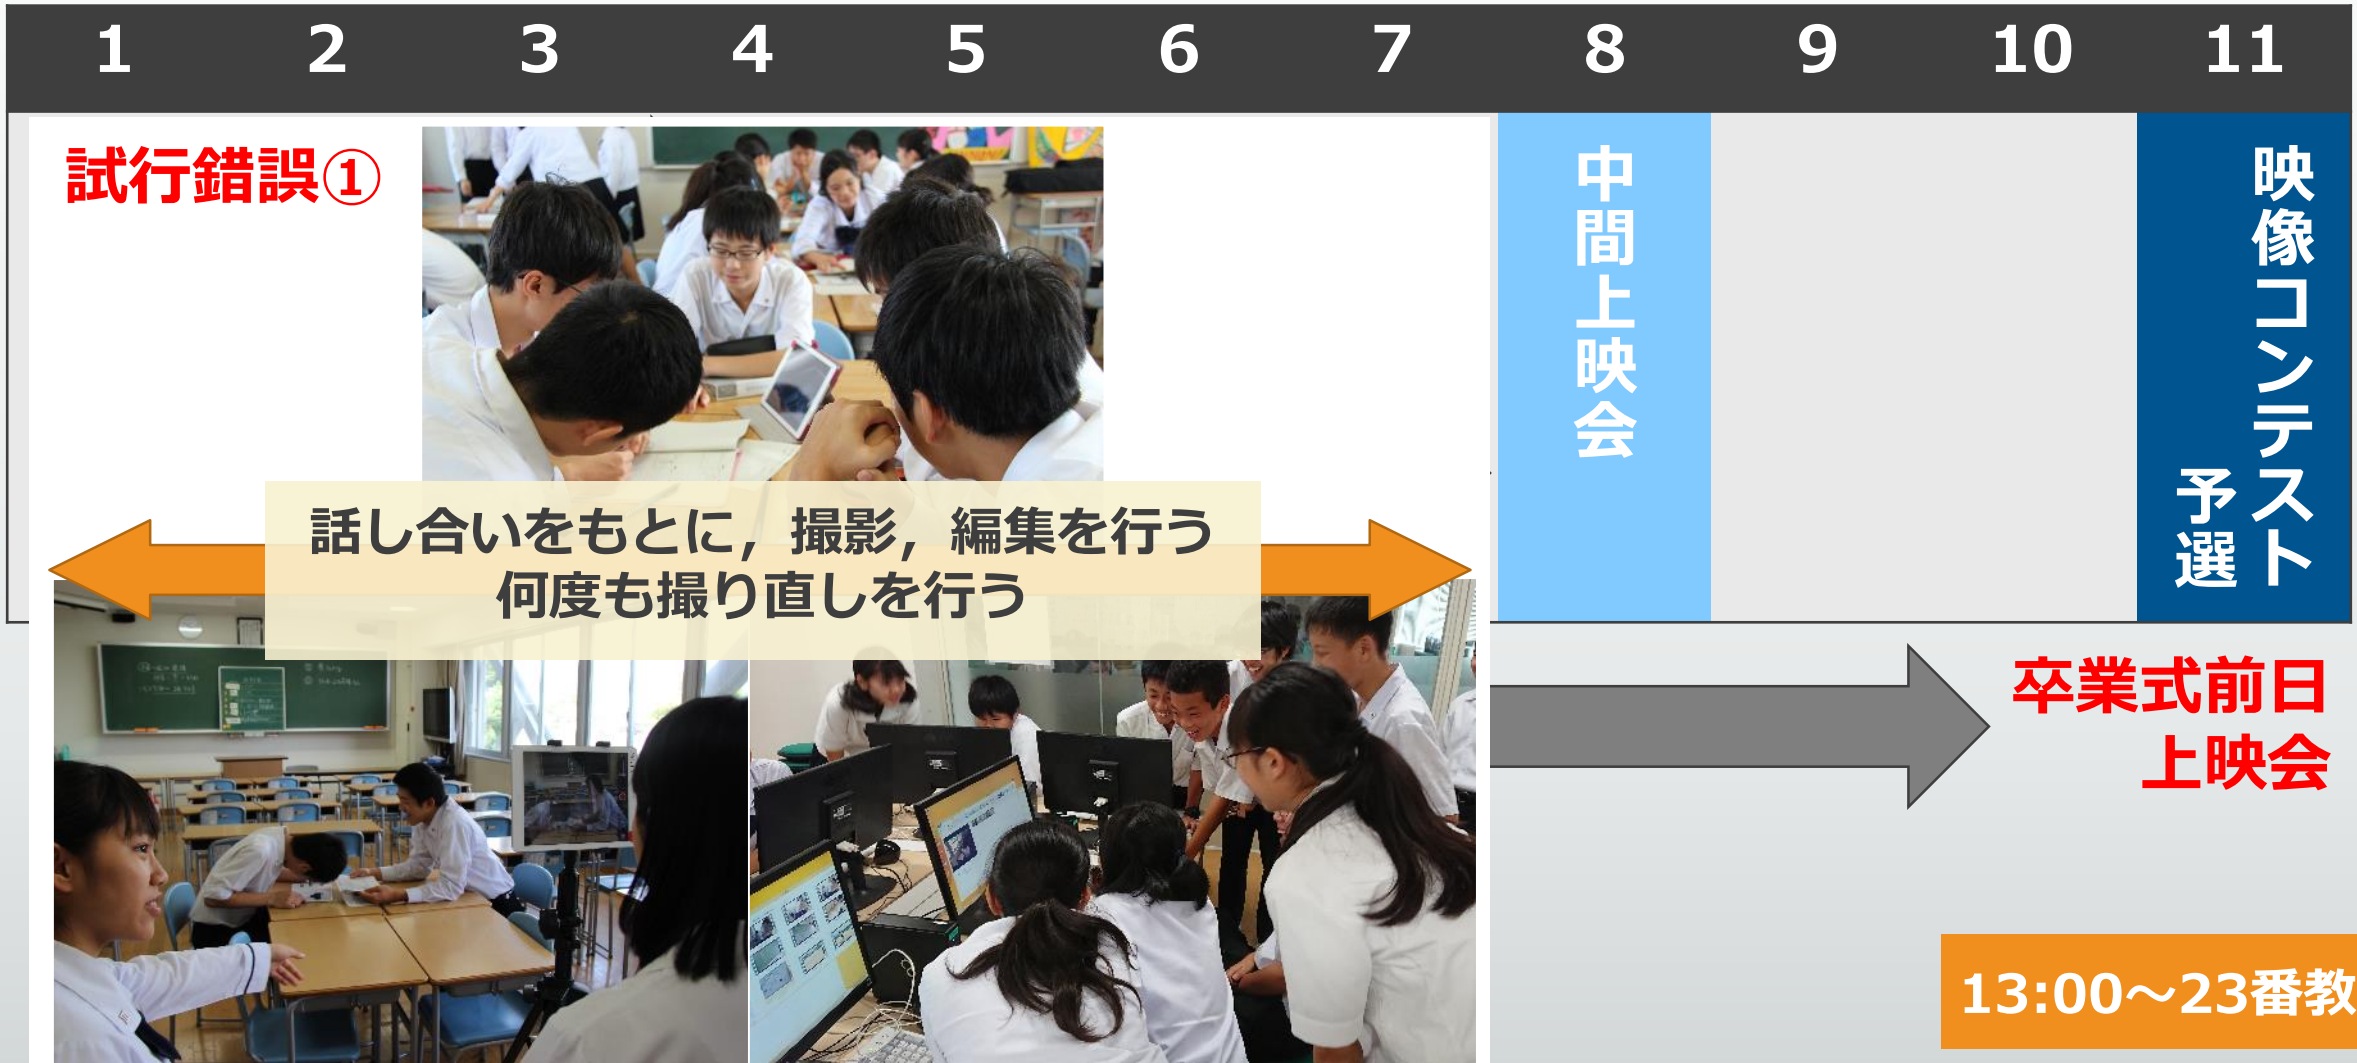 1 2 3 4 5 6 7 8 9 10 11
試行錯誤①
話し合いをもとに，撮影，編集を行う
何度も撮り直しを行う
中間上映会
映像コンテスト
予選
卒業式前日
上映会
13:00～23番教